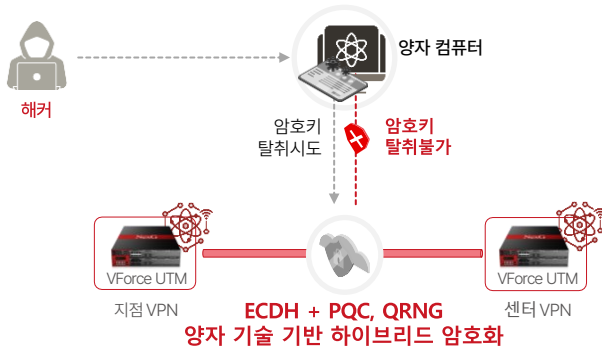 양자 컴퓨터
해커
암호키
탈취시도
암호키
탈취불가
NexG
VForce UTM
지점 VPN
NexG
VForce UTM
센터 VPN
ECDH + PQC, QRNG
양자 기술 기반 하이브리드 암호화